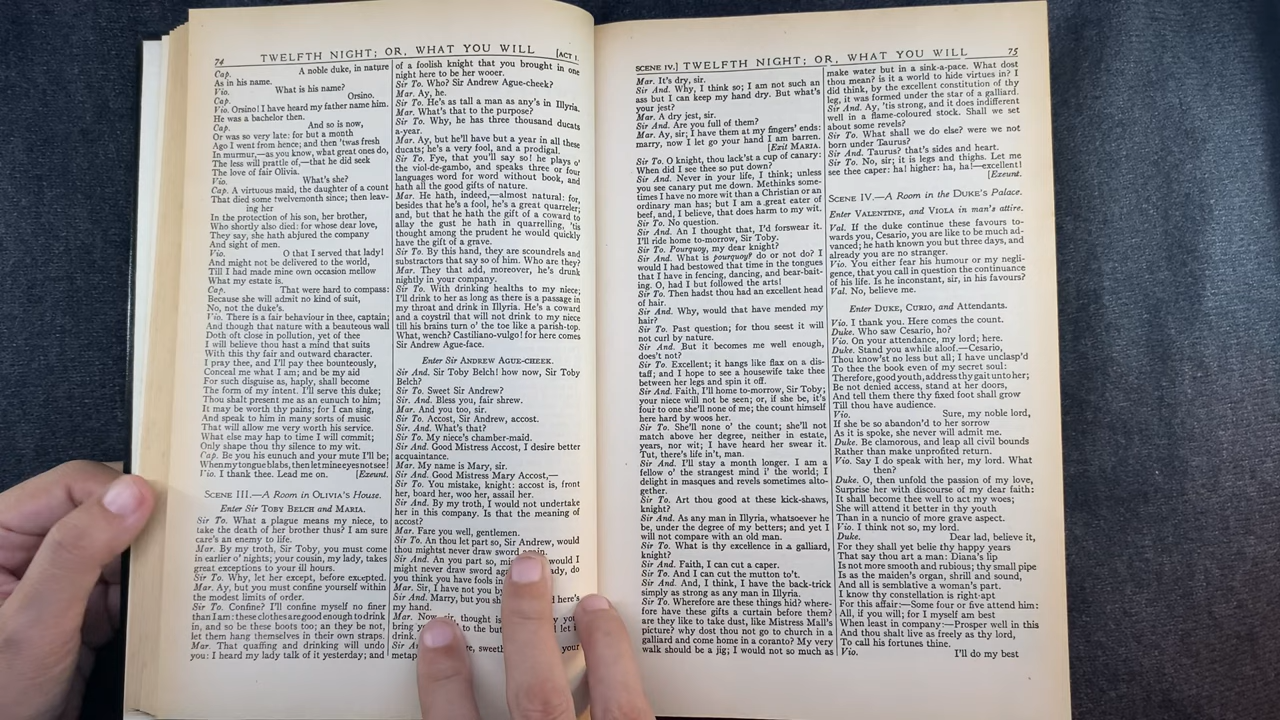 74 TWELFTH NIGHT; OR, WHAT YOU WILL [ACT I.
Cap. A noble duke, in nature
As in his name.
Vio. What is his name?
Cap. Orsino.
Vio. Orsino! I have heard my father name him.
He was a bachelor then.
Cap. And so is now,
Or was so very late: for but a month
Ago I went from hence; and then 'twas fresh
In murmur,—as you know, what great ones do,
The less will prattle of,—that he did seek
The love of fair Olivia.
Vio. What's she?
Cap. A virtuous maid, the daughter of a count
That died some twelvemonth since; then leav-
ing her
In the protection of his son, her brother,
Who shortly also died: for whose dear love,
They say, she hath abjured the company
And sight of men.
Vio. O that I served that lady!
And might not be delivered to the world,
Till I had made mine own occasion mellow
What my estate is.
Cap. That were hard to compass:
Because she will admit no kind of suit,
No, not the duke's.
Vio. There is a fair behaviour in thee, captain;
And though that nature with a beauteous wall
Doth oft close in pollution, yet of thee
I will believe thou hast a mind that suits
With this thy fair and outward character.
I pray thee, and I'll pay thee bounteously,
Conceal me what I am; and be my aid
For such disguise as, haply, shall become
The form of my intent. I'll serve this duke;
Thou shalt present me as an eunuch to him;
It may be worth thy pains; for I can sing,
And speak to him in many sorts of music
That will allow me very worth his service.
What else may hap to time I will commit;
Only shape thou thy silence to my wit.
Cap. Be you his eunuch and your mute I'll be;
When my tongue blabs, then let mine eyes not see!
Vio. I thank thee. Lead me on. [Exeunt.
SCENE III.—A Room in OLIVIA'S House.
Enter Sir TOBY BELCH and MARIA.
Sir To. What a plague means my niece, to
take the death of her brother thus? I am sure
care's an enemy to life.
Mar. By my troth, Sir Toby, you must come
in earlier o' nights; your cousin, my lady, takes
great exceptions to your ill hours.
Sir To. Why, let her except, before excepted.
Mar. Ay, but you must confine yourself within
the modest limits of order.
Sir To. Confine? I'll confine myself no finer
than I am: these clothes are good enough to drink
in, and so be these boots too; an they be not,
let them hang themselves in their own straps.
Mar. That quaffing and drinking will undo
you: I heard my lady talk of it yesterday; and
of a foolish knight that you brought in one
night here to be her wooer.
Sir To. Who? Sir Andrew Ague-cheek?
Mar. Ay, he.
Sir To. He's as tall a man as any's in Illyria.
Mar. What's that to the purpose?
Sir To. Why, he has three thousand ducats
a-year.
Mar. Ay, but he'll have but a year in all these
ducats; he's a very fool, and a prodigal.
Sir To. Fye, that you'll say so! he plays o'
the viol-de-gambo, and speaks three or four
languages word for word without book, and
hath all the good gifts of nature.
Mar. He hath, indeed,—almost natural: for,
besides that he's a fool, he's a great quarreler;
and, but that he hath the gift of a coward to
allay the gust he hath in quarrelling, 'tis
thought among the prudent he would quickly
have the gift of a grave.
Sir To. By this hand, they are scoundrels and
substractors that say so of him. Who are they?
Mar. They that add, moreover, he's drunk
nightly in your company.
Sir To. With drinking healths to my niece;
I'll drink to her as long as there is a passage in
my throat and drink in Illyria. He's a coward
and a coystril that will not drink to my niece
till his brains turn o' the toe like a parish-top.
What, wench? Castiliano-vulgo! for here comes
Sir Andrew Ague-face.
Enter Sir ANDREW AGUE-CHEEK.
Sir And. Sir Toby Belch! how now, Sir Toby
Belch?
Sir To. Sweet Sir Andrew?
Sir And. Bless you, fair shrew.
Mar. And you too, sir.
Sir To. Accost, Sir Andrew, accost.
Sir And. What's that?
Sir To. My niece's chamber-maid.
Sir And. Good Mistress Accost, I desire better
acquaintance.
Mar. My name is Mary, sir.
Sir And. Good Mistress Mary Accost,—
Sir To. You mistake, knight: accost is, front
her, board her, woo her, assail her.
Sir And. By my troth, I would not undertake
her in this company. Is that the meaning of
accost?
Mar. Fare you well, gentlemen.
Sir To. An thou let part so, Sir Andrew, would
thou mightst never draw sword again.
Sir And. An you part so, would I
might never draw sword lady, do
you think you have fools in
Mar. Sir, I have not you by
Sir And. Marry, but you here's
my hand.
Mar. Now, sir, thought is
bring to the but let
drink.
Sir sweet your
metap
SCENE IV.] TWELFTH NIGHT; OR, WHAT YOU WILL 75
Mar. It's dry, sir.
Sir And. Why, I think so; I am not such an
ass but I can keep my hand dry. But what's
your jest?
Mar. A dry jest, sir.
Sir And. Are you full of them?
Mar. Ay, sir; I have them at my fingers' ends:
marry, now I let go your hand I am barren.
[Exit MARIA.
Sir To. O knight, thou lack'st a cup of canary:
When did I see thee so put down?
Sir And. Never in your life, I think; unless
you see canary put me down. Methinks some-
times I have no more wit than a Christian or an
ordinary man has; but I am a great eater of
beef, and, I believe, that does harm to my wit.
Sir To. No question.
Sir And. An I thought that, I'd forswear it.
I'll ride home to-morrow, Sir Toby.
Sir To. Pourquoy, my dear knight?
Sir And. What is pourquoy? do or not do? I
would I had bestowed that time in the tongues
that I have in fencing, dancing, and bear-bait-
ing. O, had I but followed the arts!
Sir To. Then hadst thou had an excellent head
of hair.
Sir And. Why, would that have mended my
hair?
Sir To. Past question; for thou seest it will
not curl by nature.
Sir And. But it becomes me well enough,
does't not?
Sir To. Excellent; it hangs like flax on a dis-
taff; and I hope to see a housewife take thee
between her legs and spin it off.
Sir And. Faith, I'll home to-morrow, Sir Toby;
your niece will not be seen; or, if she be, it's
four to one she'll none of me; the count himself
here hard by woos her.
Sir To. She'll none o' the count; she'll not
match above her degree, neither in estate,
years, nor wit; I have heard her swear it.
Tut, there's life in't, man.
Sir And. I'll stay a month longer. I am a
fellow o' the strangest mind i' the world; I
delight in masques and revels sometimes alto-
gether.
Sir To. Art thou good at these kick-shaws,
knight?
Sir And. As any man in Illyria, whatsoever he
be, under the degree of my betters; and yet I
will not compare with an old man.
Sir To. What is thy excellence in a galliard,
knight?
Sir And. Faith, I can cut a caper.
Sir To. And I can cut the mutton to't.
Sir And. And, I think, I have the back-trick
simply as strong as any man in Illyria.
Sir To. Wherefore are these things hid? where-
fore have these gifts a curtain before them?
are they like to take dust, like Mistress Mall's
picture? why dost thou not go to church in a
galliard and come home in a coranto? My very
walk should be a jig; I would not so much as
make water but in a sink-a-pace. What dost
thou mean? is it a world to hide virtues in? I
did think, by the excellent constitution of thy
leg, it was formed under the star of a galliard.
Sir And. Ay, 'tis strong, and it does indifferent
well in a flame-coloured stock. Shall we set
about some revels?
Sir To. What shall we do else? were we not
born under Taurus?
Sir And. Taurus? that's sides and heart.
Sir To. No, sir; it is legs and thighs. Let me
see thee caper: ha! higher: ha, ha!—excellent!
[Exeunt.
SCENE IV.—A Room in the DUKE'S Palace.
Enter VALENTINE, and VIOLA in man's attire.
Val. If the duke continue these favours to-
wards you, Cesario, you are like to be much ad-
vanced; he hath known you but three days, and
already you are no stranger.
Vio. You either fear his humour or my negli-
gence, that you call in question the continuance
of his life. Is he inconstant, sir, in his favours?
Val. No, believe me.
Enter DUKE, CURIO, and Attendants.
Vio. I thank you. Here comes the count.
Duke. Who saw Cesario, ho?
Vio. On your attendance, my lord; here.
Duke. Stand you awhile aloof.—Cesario,
Thou know'st no less but all; I have unclasp'd
To thee the book even of my secret soul:
Therefore, good youth, address thy gait unto her;
Be not denied access, stand at her doors,
And tell them there thy fixed foot shall grow
Till thou have audience.
Vio. Sure, my noble lord,
If she be so abandon'd to her sorrow
As it is spoke, she never will admit me.
Duke. Be clamorous, and leap all civil bounds
Rather than make unprofited return.
Vio. Say I do speak with her, my lord. What
then?
Duke. O, then unfold the passion of my love,
Surprise her with discourse of my dear faith:
It shall become thee well to act my woes;
She will attend it better in thy youth
Than in a nuncio of more grave aspect.
Vio. I think not so, my lord.
Duke. Dear lad, believe it,
For they shall yet belie thy happy years
That say thou art a man: Diana's lip
Is not more smooth and rubious; thy small pipe
Is as the maiden's organ, shrill and sound,
And all is semblative a woman's part.
I know thy constellation is right-apt
For this affair:—Some four or five attend him:
All, if you will; for I myself am best
When least in company:—Prosper well in this
And thou shalt live as freely as thy lord,
To call his fortunes thine.
Vio. I'll do my best